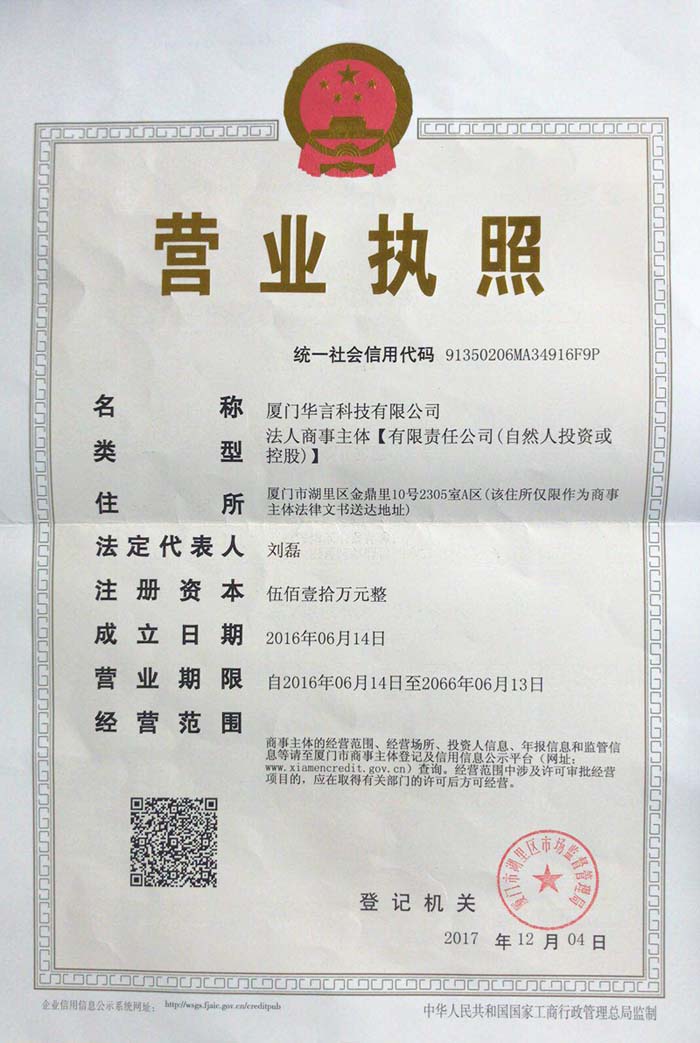 营业执照
统一社会信用代码 91350206MA34916F9P
名称 厦门华言科技有限公司
类型 法人商事主体【有限责任公司(自然人投资或
控股)】
住所 厦门市湖里区金鼎里10号2305室A区(该住所仅限作为商事
主体法律文书送达地址)
法定代表人 刘磊
注册资本 伍佰壹拾万元整
成立日期 2016年06月14日
营业期限 自2016年06月14日至2066年06月13日
经营范围
商事主体的经营范围、经营场所、投资人信息、年报信息和监管信
息等请至厦门市商事主体登记及信用信息公示平台(网址:
www.xiamencredit.gov.cn)查询。经营范围中涉及许可审批经营
项目的,应在取得有关部门的许可后方可经营。
厦门市湖里区市场监督管理局
登记机关
2017 年 12 月 04 日
企业信用信息公示系统网址: http://wsgs.fjaic.gov.cn/creditpub
中华人民共和国国家工商行政管理总局监制